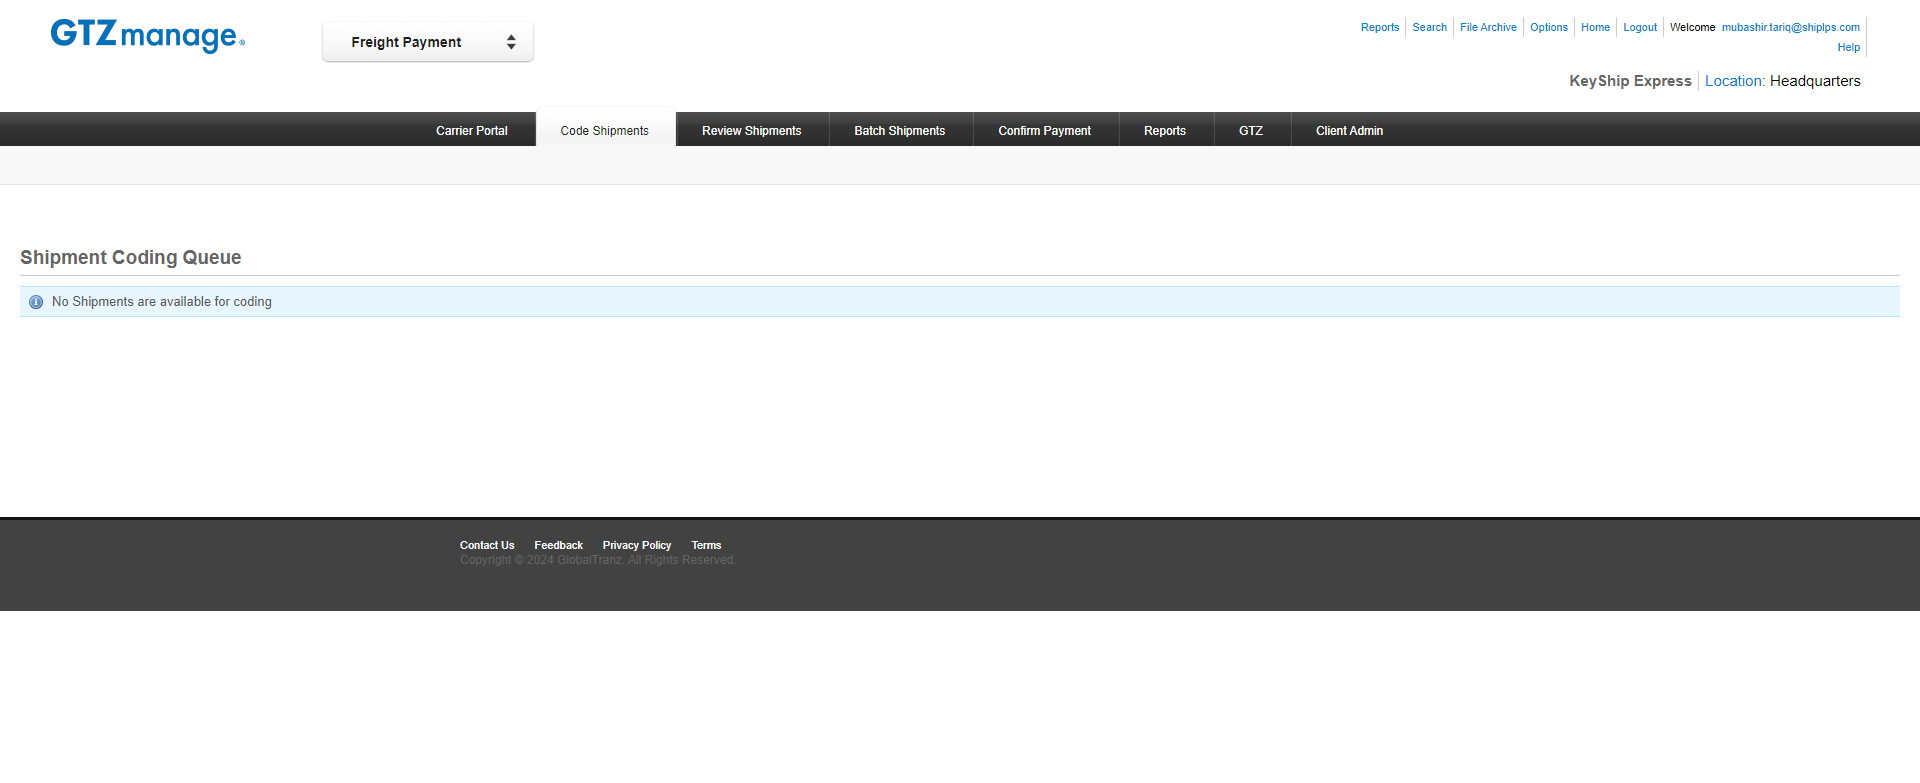 GTZ manage®
Freight Payment
Reports Search File Archive Options Home Logout Welcome mubashir.tariq@shiplps.com
Help
KeyShip Express Location: Headquarters
Carrier Portal Code Shipments Review Shipments Batch Shipments Confirm Payment Reports GTZ Client Admin
Shipment Coding Queue
No Shipments are available for coding
Contact Us Feedback Privacy Policy Terms
Copyright © 2024 GlobalTranz. All Rights Reserved.